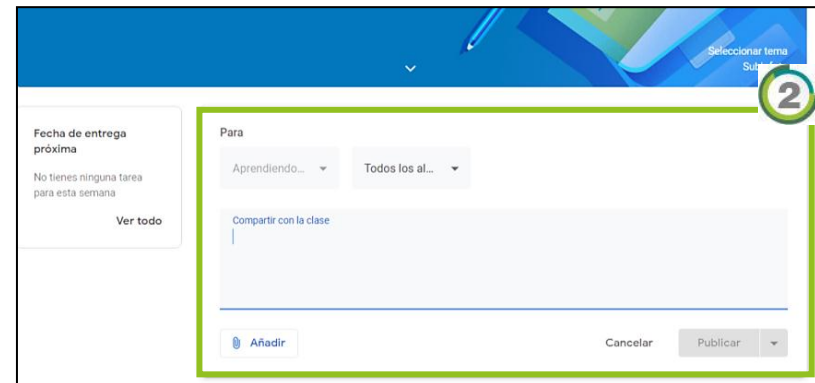 Seleccionar tema
2
Fecha de entrega
próxima
No tienes ninguna tarea
para esta semana
Ver todo
Para
Aprendiendo...
Todos los al...
Compartir con la clase
Añadir
Cancelar
Publicar